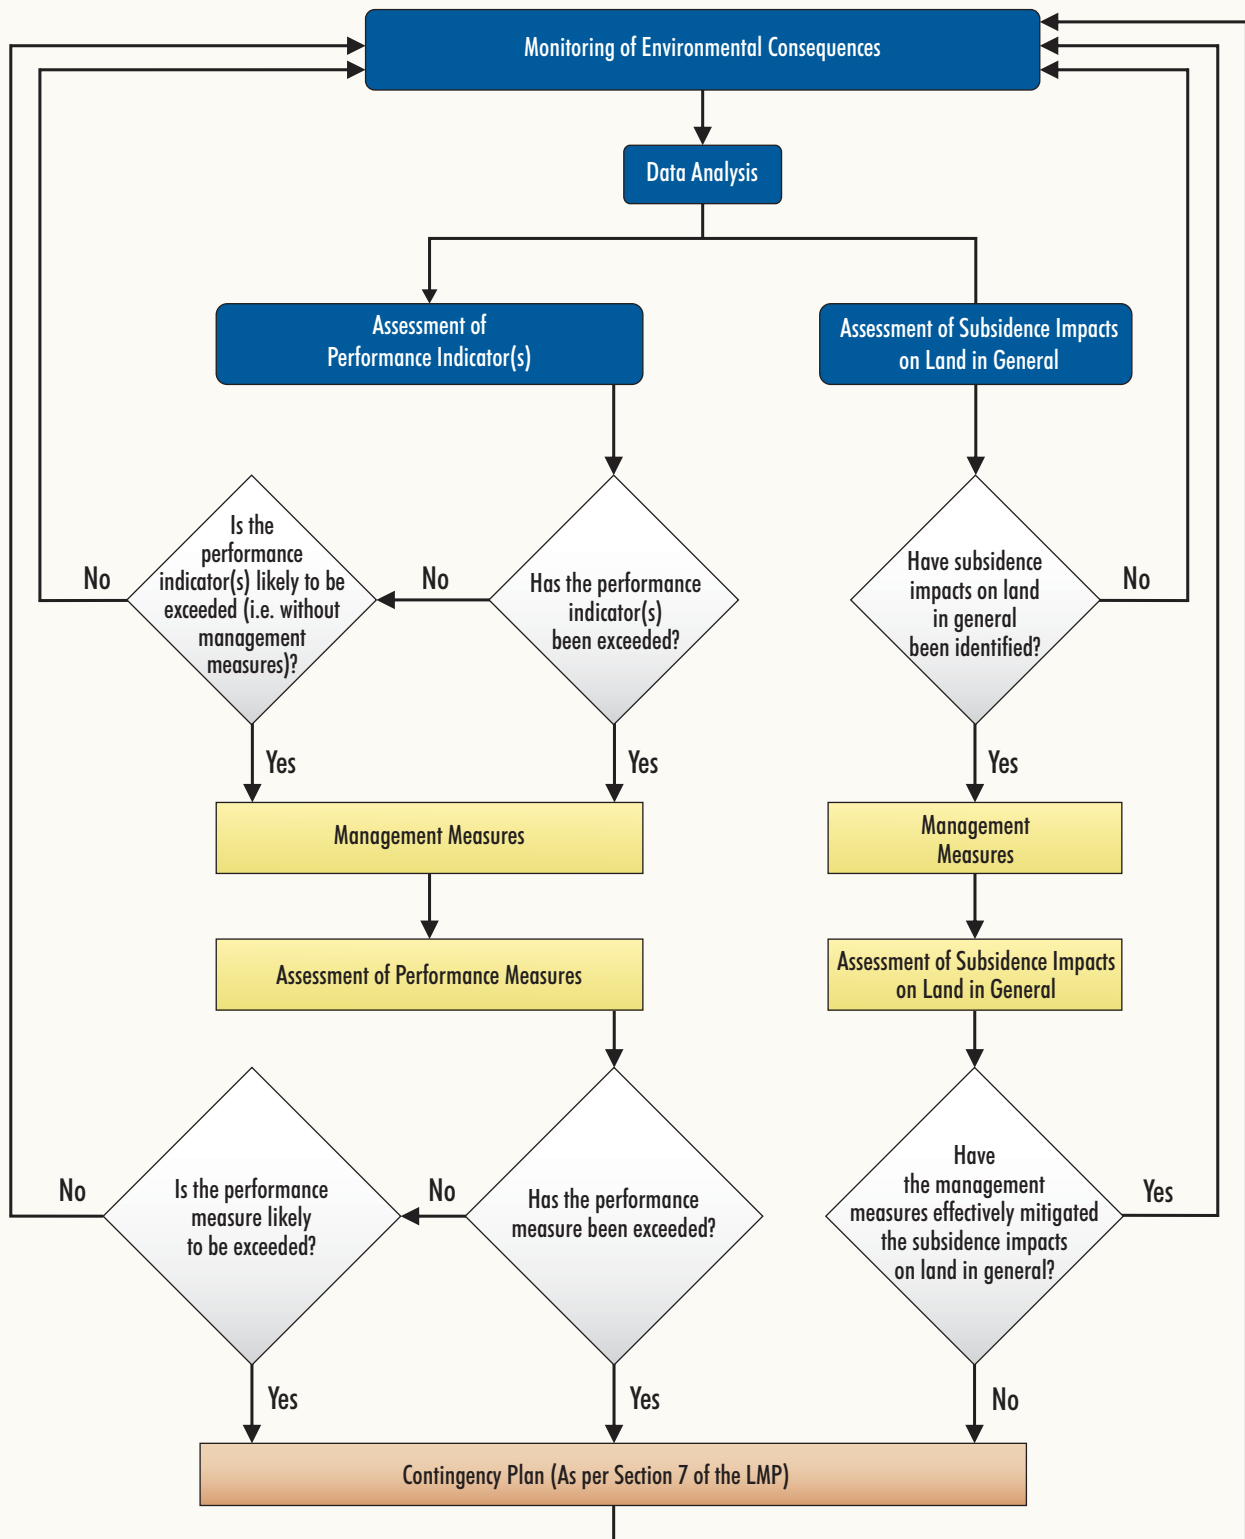 Monitoring of Environmental Consequences
Data Analysis
Assessment of
Performance Indicator(s)
Assessment of Subsidence Impacts
on Land in General
Is the
performance
indicator(s) likely to be
exceeded (i.e. without
management
measures)?
No
No
Has the performance
indicator(s)
been exceeded?
Have subsidence
impacts on land
in general
been identified?
No
Yes
Yes
Yes
Management Measures
Management
Measures
Assessment of Performance Measures
Assessment of Subsidence Impacts
on Land in General
No
Is the performance
measure likely
to be exceeded?
No
Has the performance
measure been exceeded?
Have
the management
measures effectively mitigated
the subsidence impacts
on land in general?
Yes
Yes
Yes
No
Contingency Plan (As per Section 7 of the LMP)